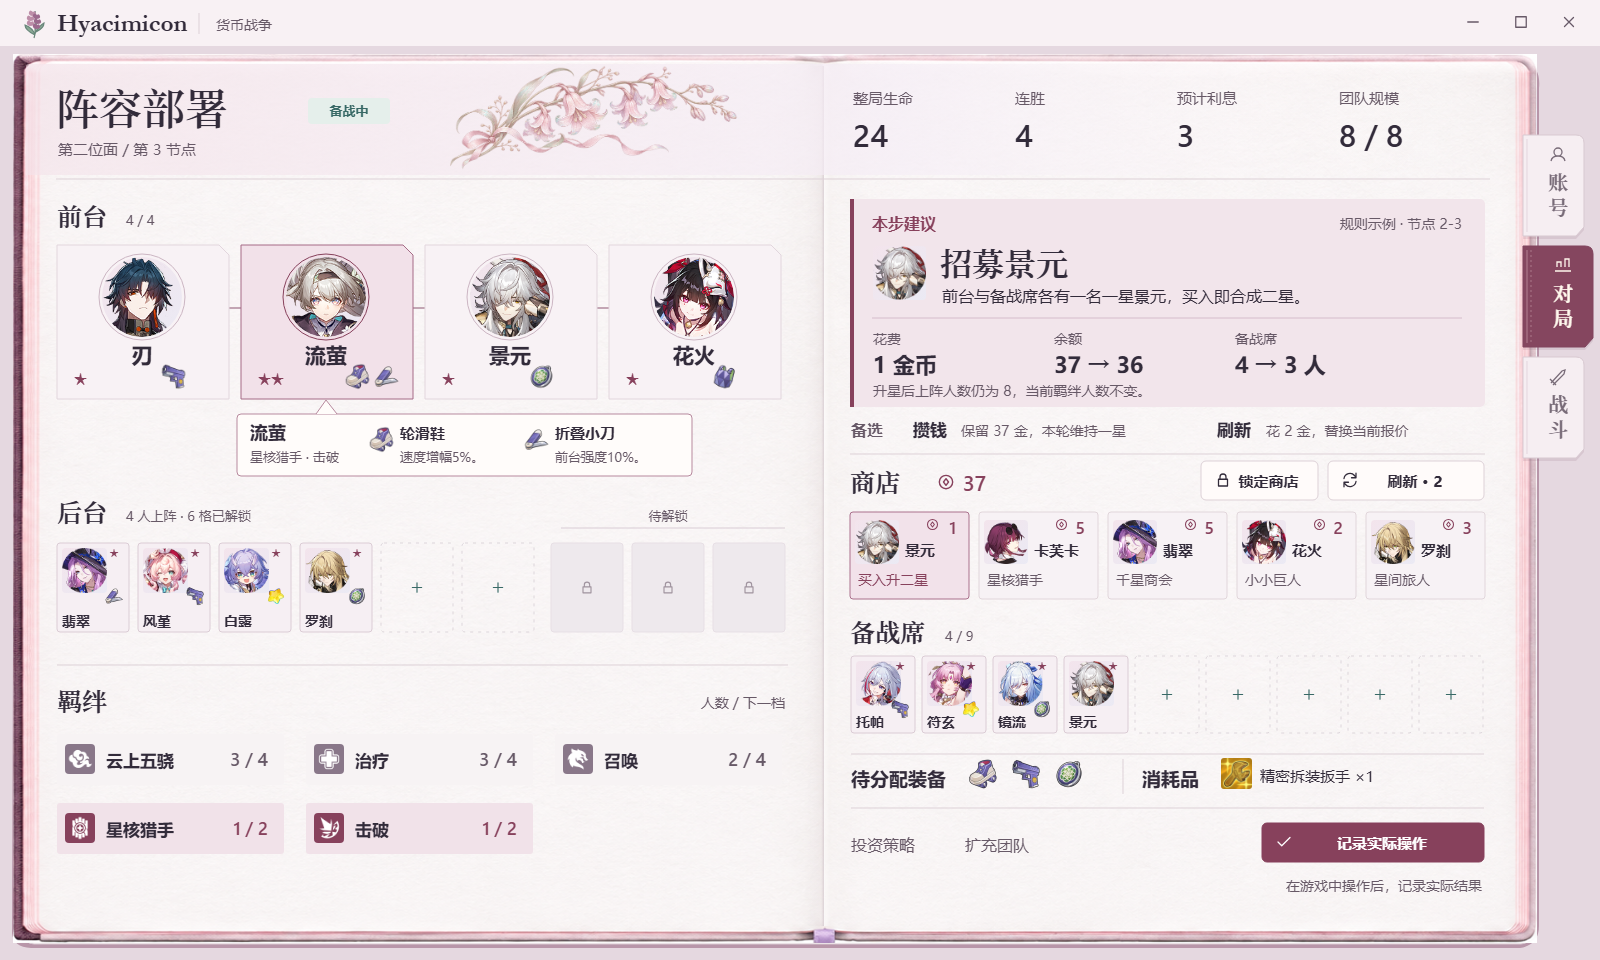 Hyacimicon
货币战争
阵容部署
备战中
第二位面 / 第 3 节点
整局生命
24
连胜
4
预计利息
3
团队规模
8 / 8
账号
对局
战斗
前台
4 / 4
刃
★
流萤
★★
景元
★
花火
★
流萤
星核猎手 · 击破
轮滑鞋
速度增幅5%。
折叠小刀
前台强度10%。
后台
4 人上阵 · 6 格已解锁
待解锁
翡翠
风堇
白露
罗刹
羁绊
人数 / 下一档
云上五骁
3 / 4
治疗
3 / 4
召唤
2 / 4
星核猎手
1 / 2
击破
1 / 2
本步建议
规则示例 · 节点 2-3
招募景元
前台与备战席各有一名一星景元，买入即合成二星。
花费
1 金币
余额
37 → 36
备战席
4 → 3 人
升星后上阵人数仍为 8，当前羁绊人数不变。
备选
攒钱
保留 37 金，本轮维持一星
刷新
花 2 金，替换当前报价
商店
37
锁定商店
刷新 • 2
景元
1
买入升二星
卡芙卡
5
星核猎手
翡翠
5
千星商会
花火
2
小小巨人
罗刹
3
星间旅人
备战席
4 / 9
托帕
符玄
镜流
景元
待分配装备
消耗品
精密拆装扳手 ×1
投资策略
扩充团队
记录实际操作
在游戏中操作后，记录实际结果